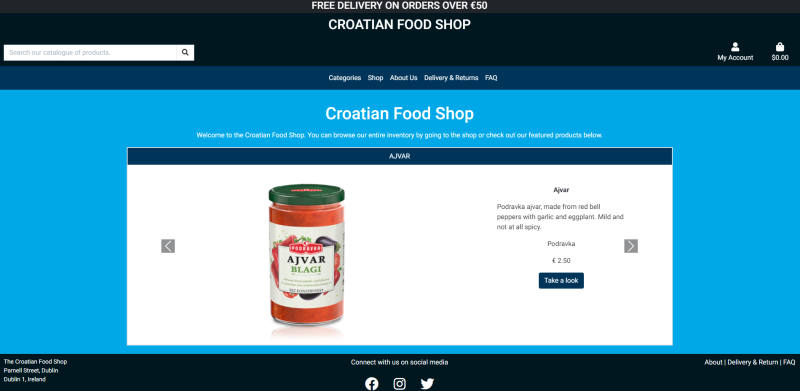 FREE DELIVERY ON ORDERS OVER €50
CROATIAN FOOD SHOP
Search our catalogue of products.
My Account
$0.00
Categories Shop About Us Delivery & Returns FAQ
Croatian Food Shop
Welcome to the Croatian Food Shop. You can browse our entire inventory by going to the shop or check out our featured products below.
AJVAR
PODRAVKA
AJVAR
BLAGI
Ajvar
Podravka ajvar, made from red bell
peppers with garlic and eggplant. Mild and
not at all spicy.
Podravka
€ 2.50
Take a look
The Croatian Food Shop
Parnell Street, Dublin
Dublin 1, Ireland
Connect with us on social media
About | Delivery & Return | FAQ